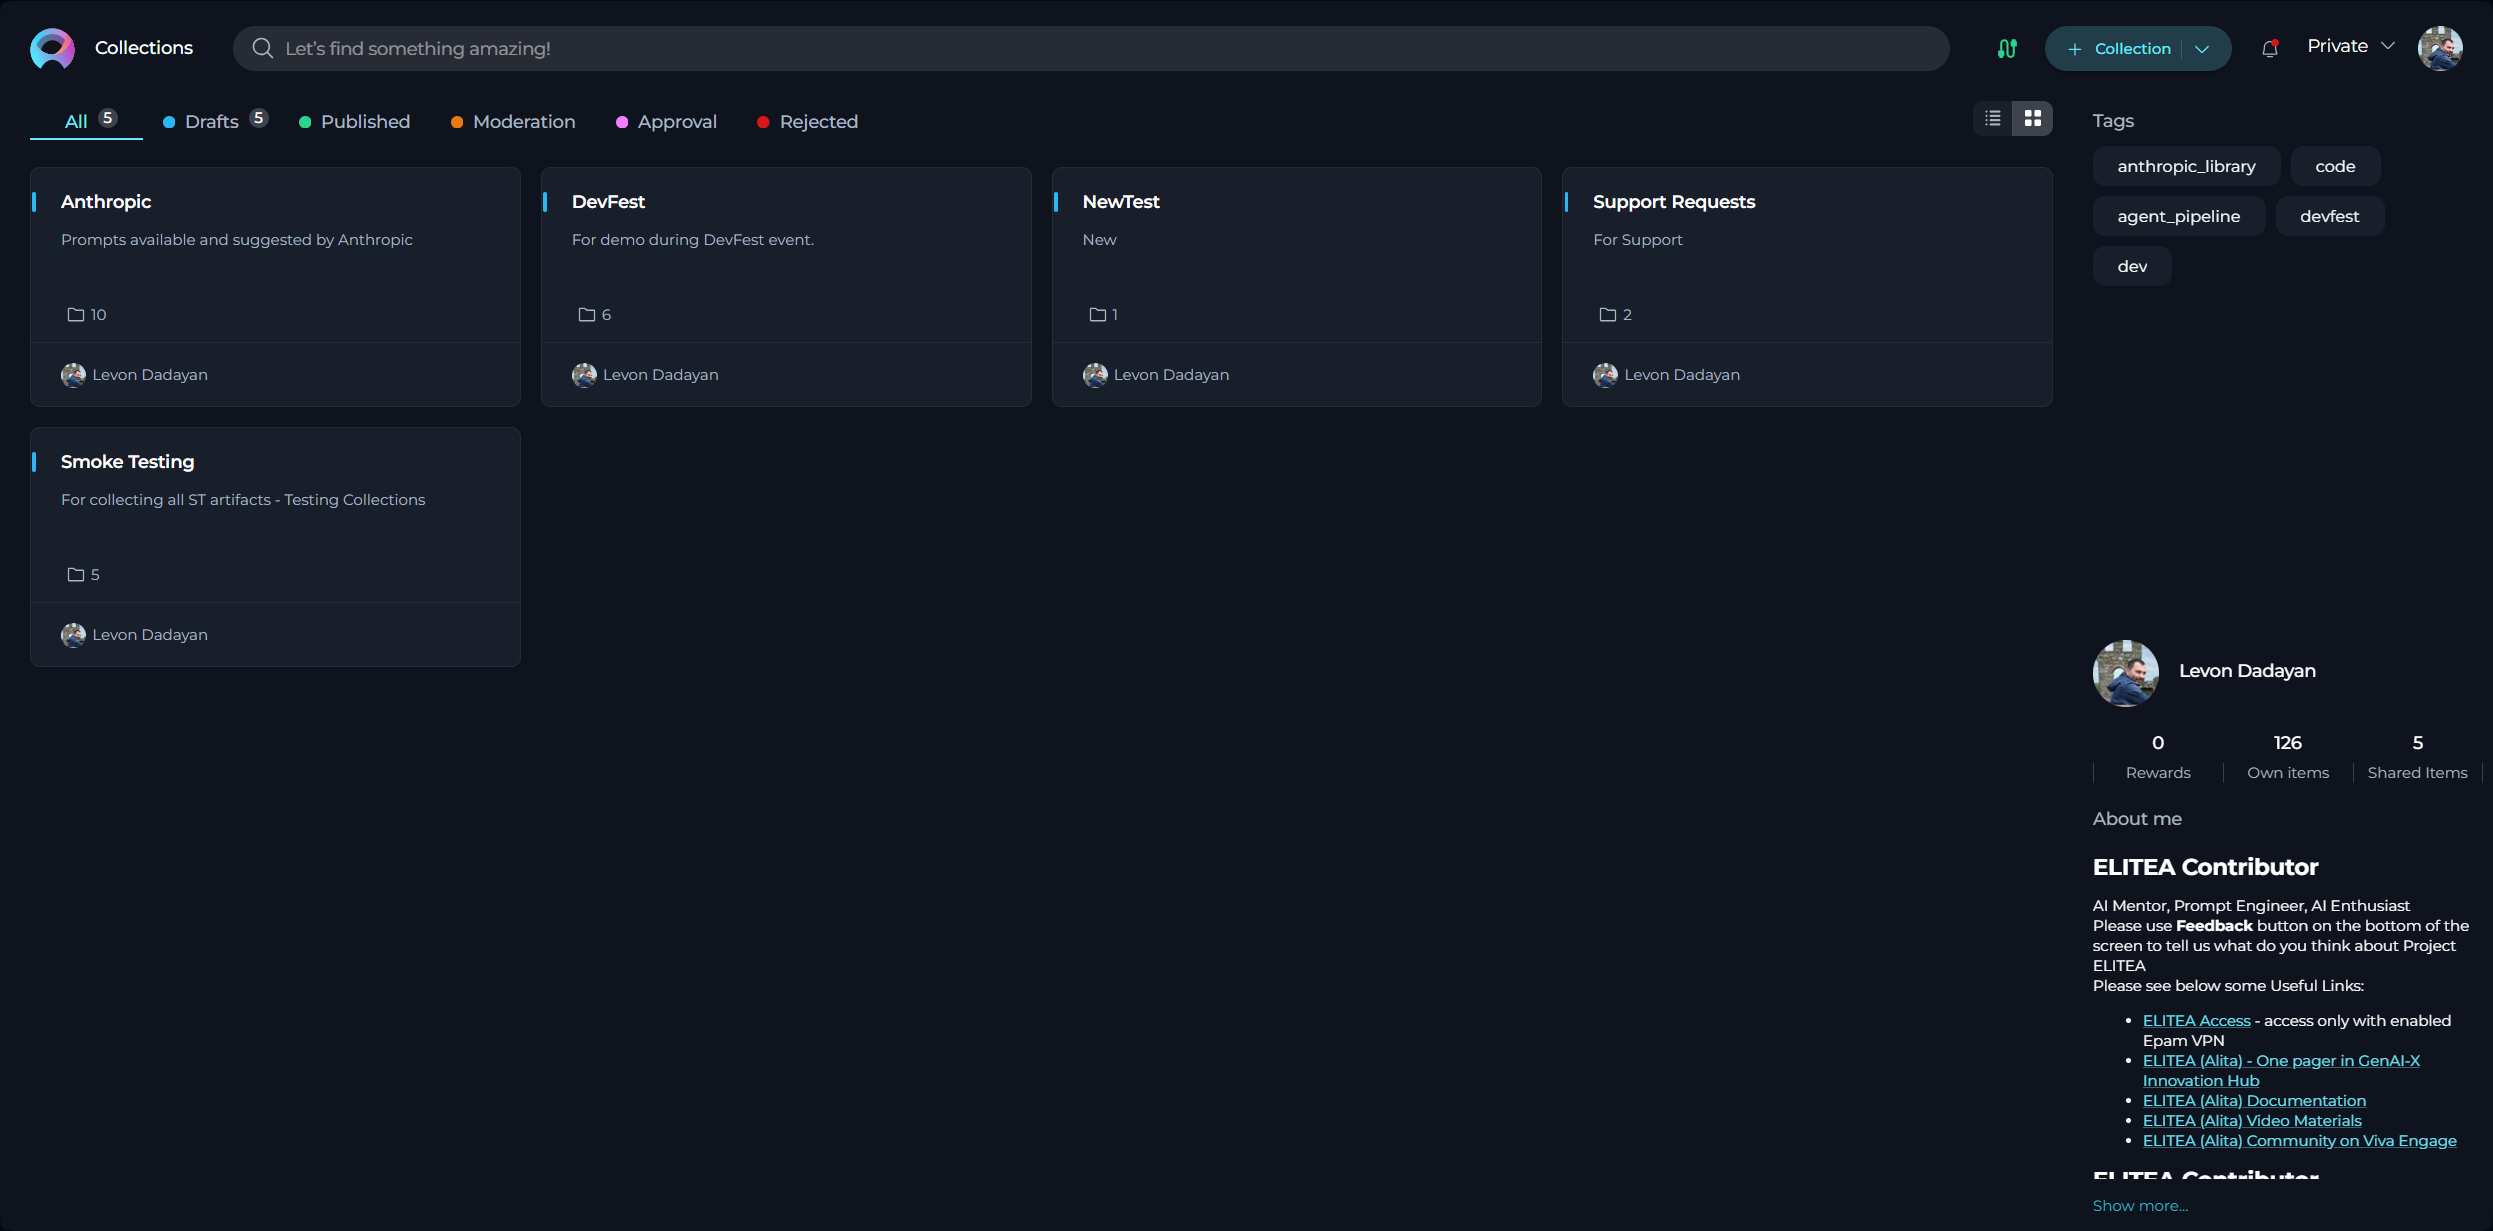 Collections
Let's find something amazing!
+ Collection
Private
All 5
Drafts 5
Published
Moderation
Approval
Rejected
Anthropic
Prompts available and suggested by Anthropic
10
Levon Dadayan
DevFest
For demo during DevFest event.
6
Levon Dadayan
NewTest
New
1
Levon Dadayan
Support Requests
For Support
2
Levon Dadayan
Smoke Testing
For collecting all ST artifacts - Testing Collections
5
Levon Dadayan
Tags
anthropic_library
code
agent_pipeline
devfest
dev
Levon Dadayan
0
Rewards
126
Own items
5
Shared Items
About me
ELITEA Contributor
AI Mentor, Prompt Engineer, AI Enthusiast
Please use Feedback button on the bottom of the
screen to tell us what do you think about Project
ELITEA
Please see below some Useful Links:
• ELITEA Access - access only with enabled
Epam VPN
• ELITEA (Alita) - One pager in GenAI-X
Innovation Hub
• ELITEA (Alita) Documentation
• ELITEA (Alita) Video Materials
• ELITEA (Alita) Community on Viva Engage
ELITEA Contributor
Show more...